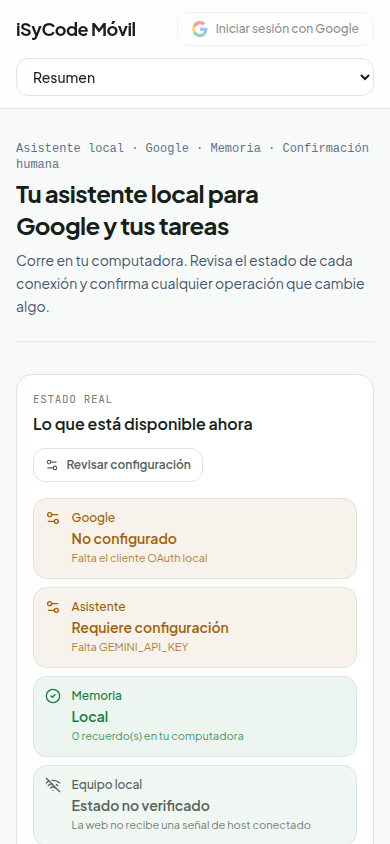 iSyCode Móvil
Iniciar sesión con Google
Resumen
Asistente local · Google · Memoria · Confirmación
humana
Tu asistente local para
Google y tus tareas
Corre en tu computadora. Revisa el estado de cada
conexión y confirma cualquier operación que cambie
algo.
ESTADO REAL
Lo que está disponible ahora
Revisar configuración
Google
No configurado
Falta el cliente OAuth local
Asistente
Requiere configuración
Falta GEMINI_API_KEY
Memoria
Local
0 recuerdo(s) en tu computadora
Equipo local
Estado no verificado
La web no recibe una señal de host conectado